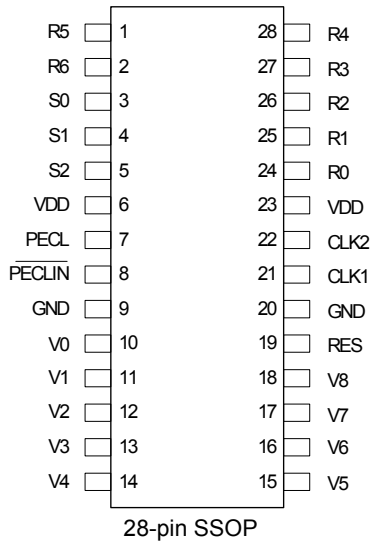 R5 1 28 R4
R6 2 27 R3
S0 3 26 R2
S1 4 25 R1
S2 5 24 R0
VDD 6 23 VDD
PECL 7 22 CLK2
PECLIN 8 21 CLK1
GND 9 20 GND
V0 10 19 RES
V1 11 18 V8
V2 12 17 V7
V3 13 16 V6
V4 14 15 V5
28-pin SSOP